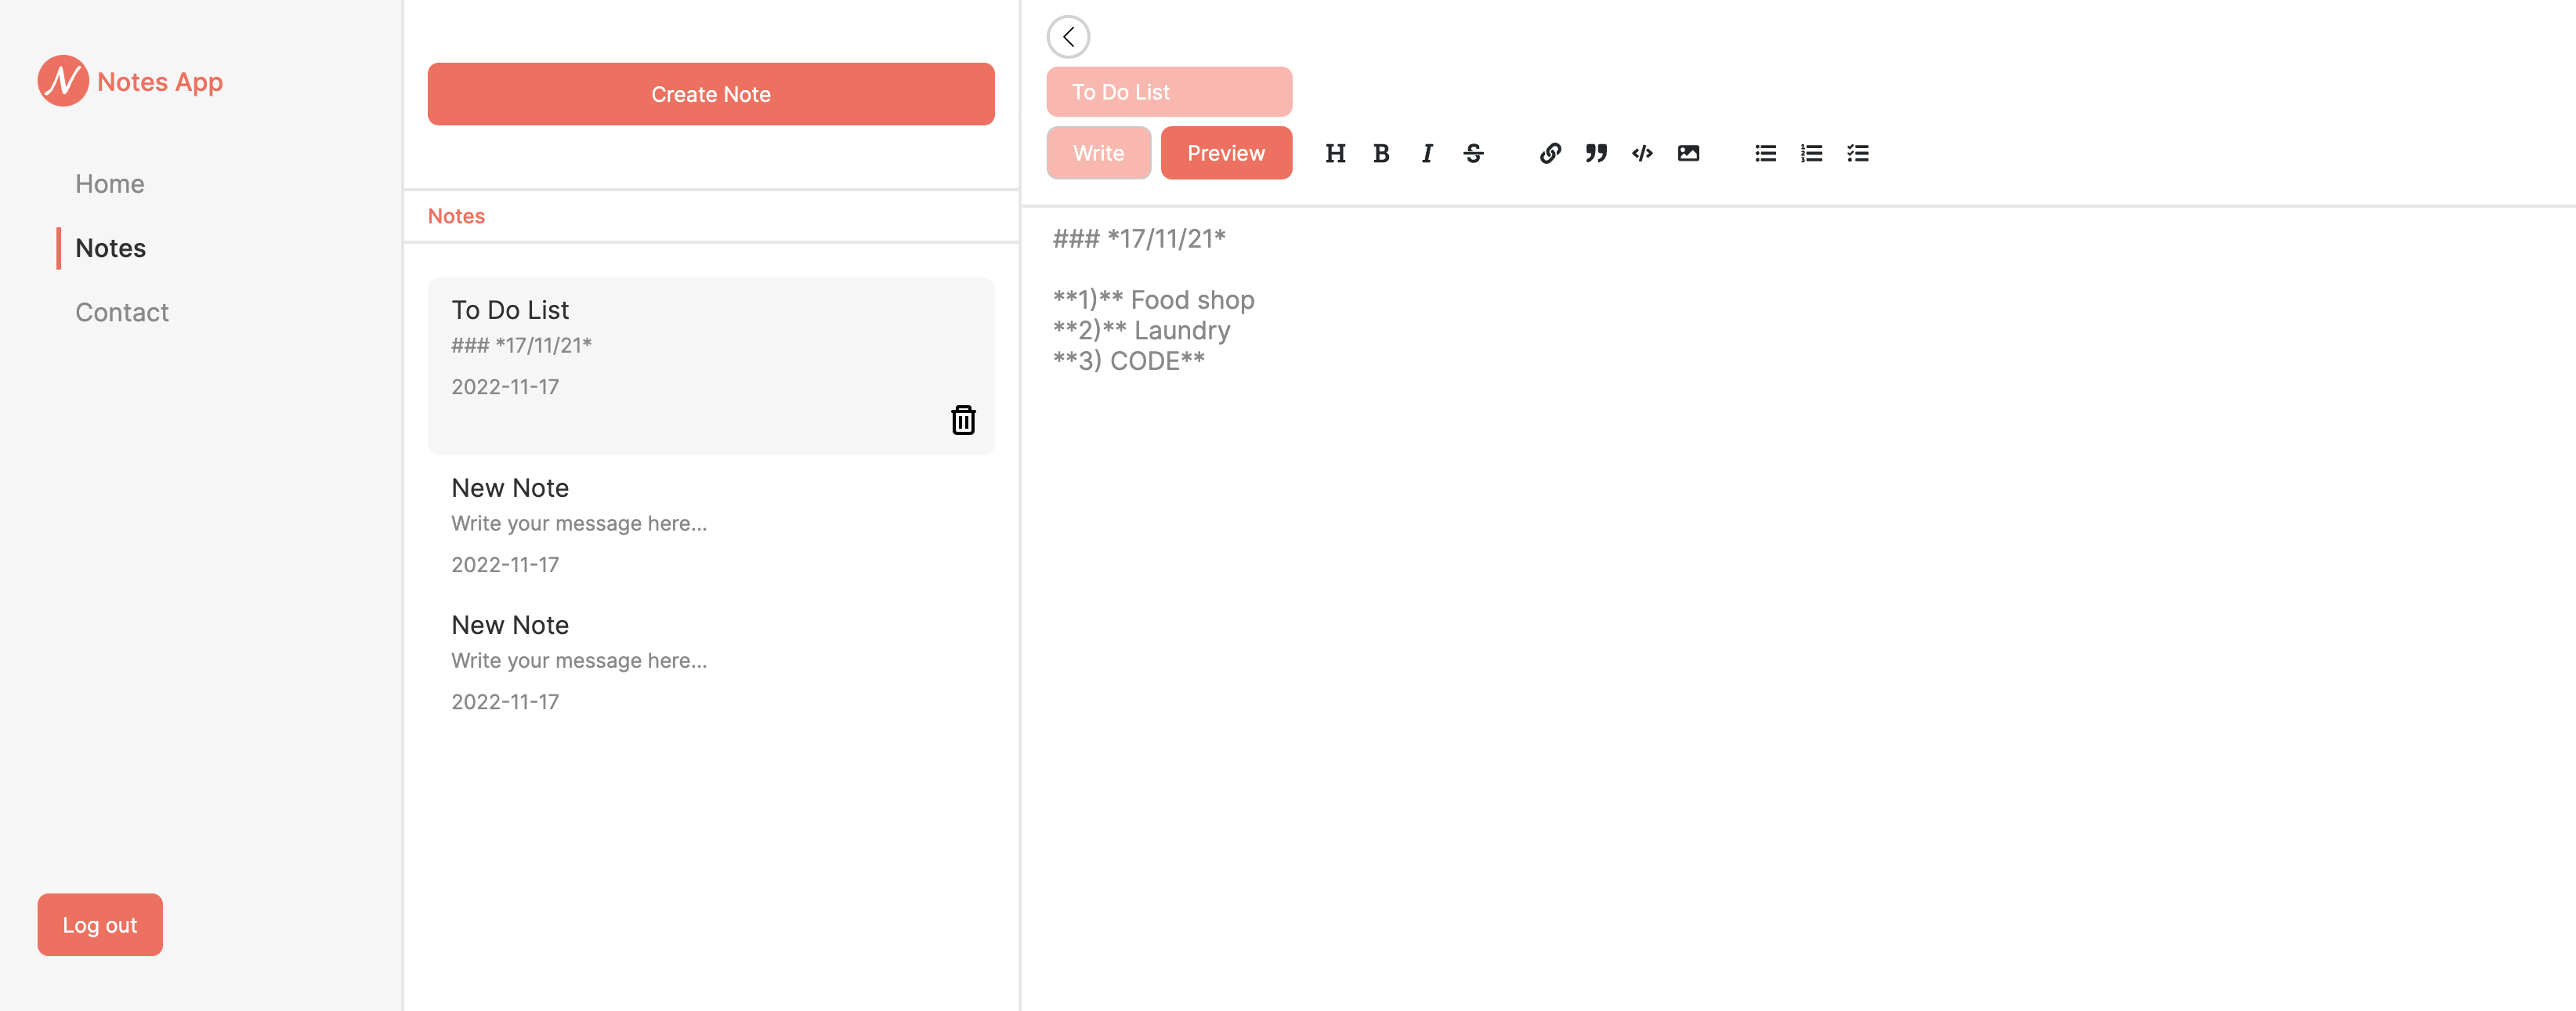 Notes App
Home
Notes
Contact
Log out
Create Note
Notes
To Do List
### *17/11/21*
2022-11-17
New Note
Write your message here...
2022-11-17
New Note
Write your message here...
2022-11-17
To Do List
Write Preview H B I S
### *17/11/21*
**1)** Food shop
**2)** Laundry
**3) CODE**